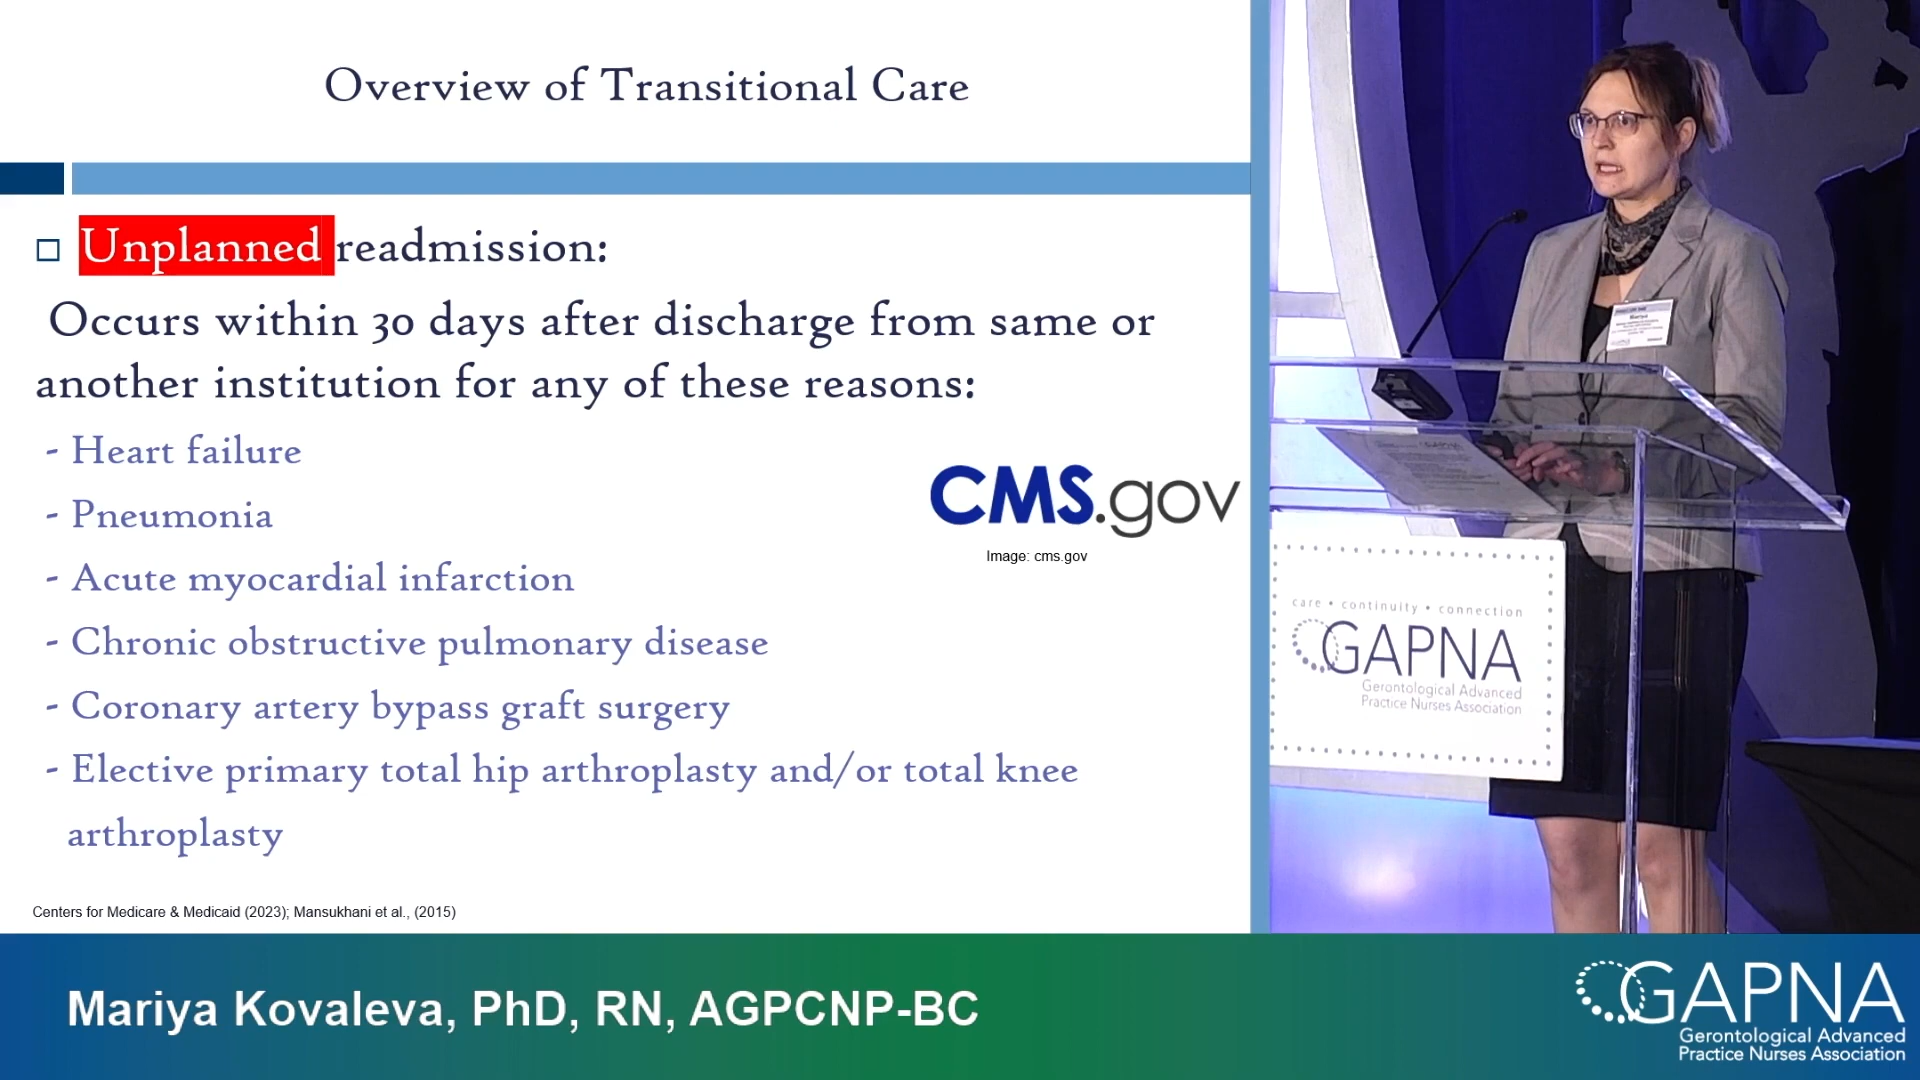 Overview of Transitional Care
Unplanned readmission:
Occurs within 30 days after discharge from same or
another institution for any of these reasons:
- Heart failure
- Pneumonia
- Acute myocardial infarction
- Chronic obstructive pulmonary disease
- Coronary artery bypass graft surgery
- Elective primary total hip arthroplasty and/or total knee
arthroplasty
CMS.gov
Image: cms.gov
Centers for Medicare & Medicaid (2023); Mansukhani et al., (2015)
Mariya
care • continuity • connection
GAPNA
Gerontological Advanced
Practice Nurses Association
Mariya Kovaleva, PhD, RN, AGPCNP-BC
GAPNA
Gerontological Advanced
Practice Nurses Association